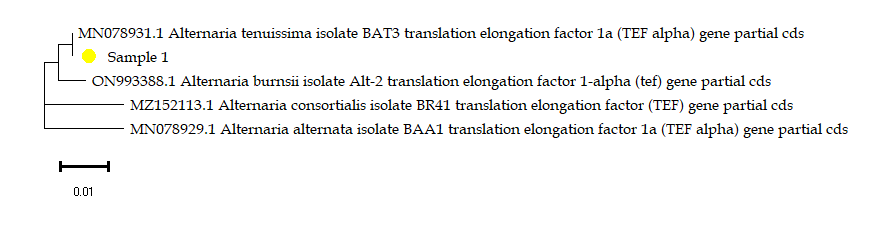 MN078931.1 Alternaria tenuissima isolate BAT3 translation elongation factor 1a (TEF alpha) gene partial cds
Sample 1
ON993388.1 Alternaria burnsii isolate Alt-2 translation elongation factor 1-alpha (tef) gene partial cds
MZ152113.1 Alternaria consortialis isolate BR41 translation elongation factor (TEF) gene partial cds
MN078929.1 Alternaria alternata isolate BAA1 translation elongation factor 1a (TEF alpha) gene partial cds
0.01